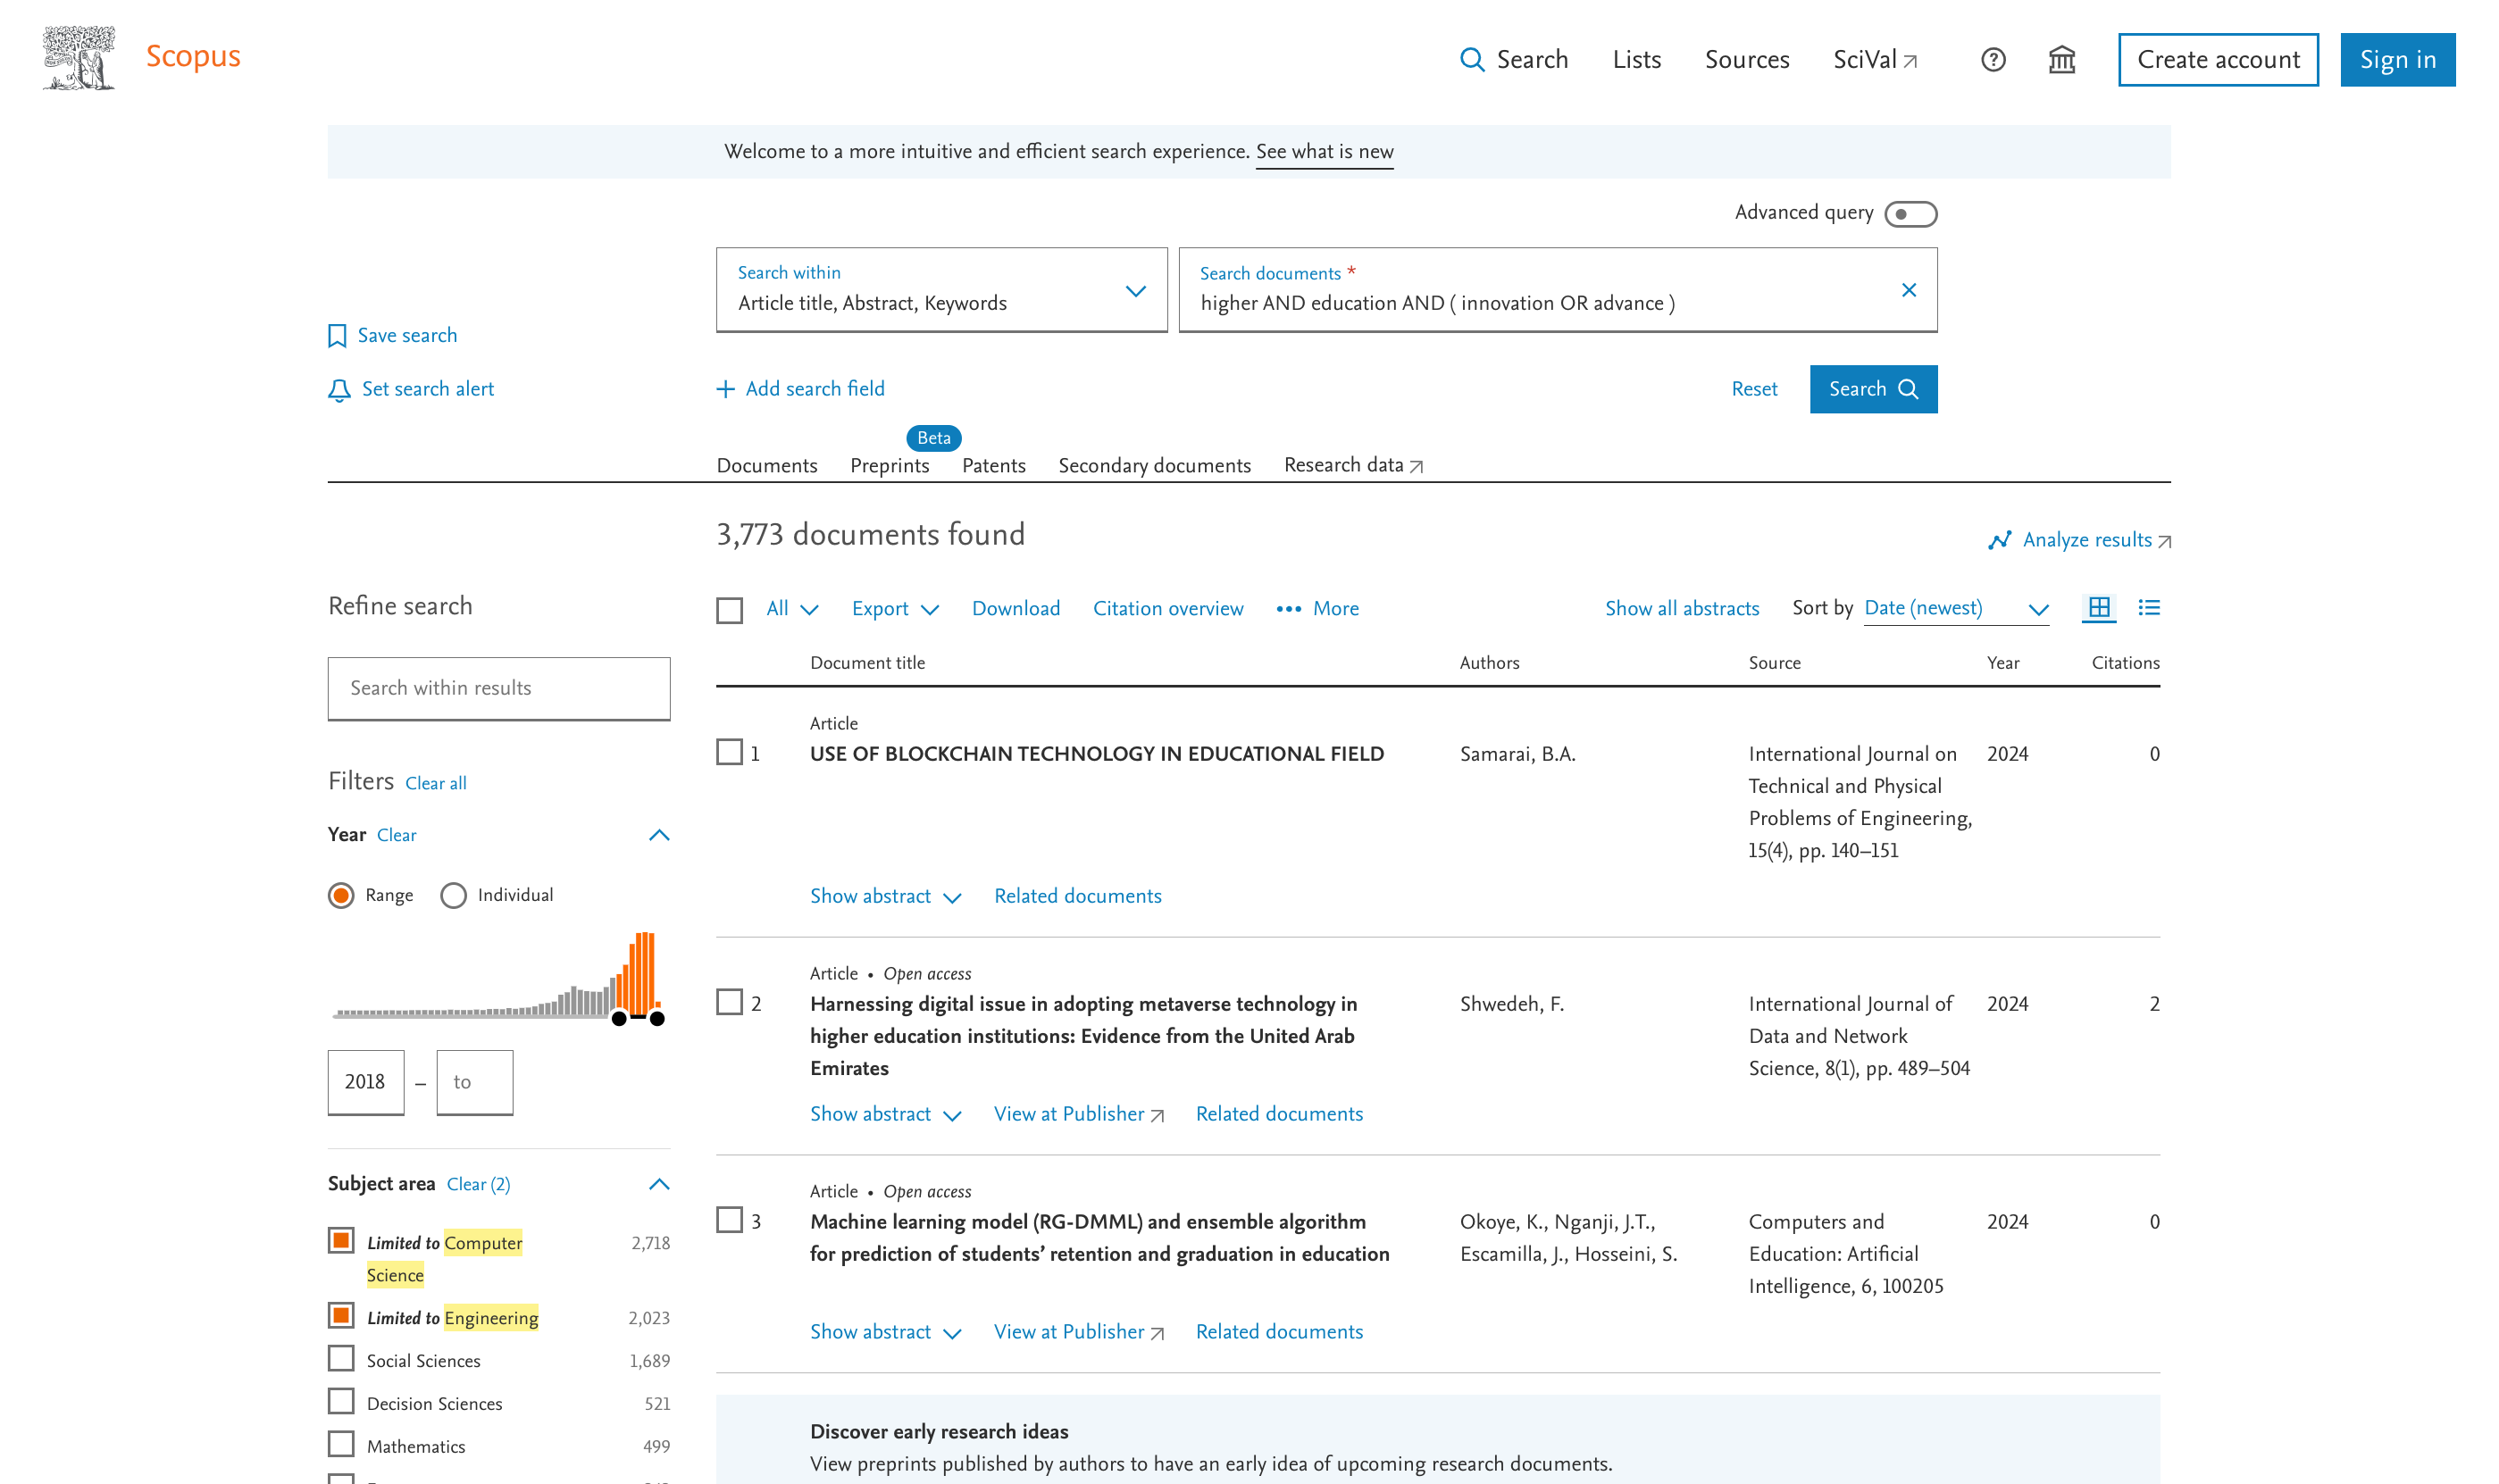 Scopus
Search
Lists
Sources
SciVal
Create account
Sign in
Welcome to a more intuitive and efficient search experience. See what is new
Advanced query
Search within
Article title, Abstract, Keywords
Search documents *
higher AND education AND ( innovation OR advance )
Save search
Set search alert
Add search field
Reset
Search
Beta
Documents
Preprints
Patents
Secondary documents
Research data
3,773 documents found
Analyze results
Refine search
Search within results
Filters Clear all
Year Clear
Range
Individual
2018 – to
Subject area Clear (2)
Limited to Computer
Science
2,718
Limited to Engineering
2,023
Social Sciences
1,689
Decision Sciences
521
Mathematics
499
All
Export
Download
Citation overview
More
Show all abstracts
Sort by Date (newest)
Document title
Authors
Source
Year
Citations
Article
1
USE OF BLOCKCHAIN TECHNOLOGY IN EDUCATIONAL FIELD
Samarai, B.A.
International Journal on
Technical and Physical
Problems of Engineering,
15(4), pp. 140–151
2024
0
Show abstract
Related documents
Article • Open access
2
Harnessing digital issue in adopting metaverse technology in
higher education institutions: Evidence from the United Arab
Emirates
Shwedeh, F.
International Journal of
Data and Network
Science, 8(1), pp. 489–504
2024
2
Show abstract
View at Publisher
Related documents
Article • Open access
3
Machine learning model (RG-DMML) and ensemble algorithm
for prediction of students’ retention and graduation in education
Okoye, K., Nganji, J.T.,
Escamilla, J., Hosseini, S.
Computers and
Education: Artificial
Intelligence, 6, 100205
2024
0
Show abstract
View at Publisher
Related documents
Discover early research ideas
View preprints published by authors to have an early idea of upcoming research documents.